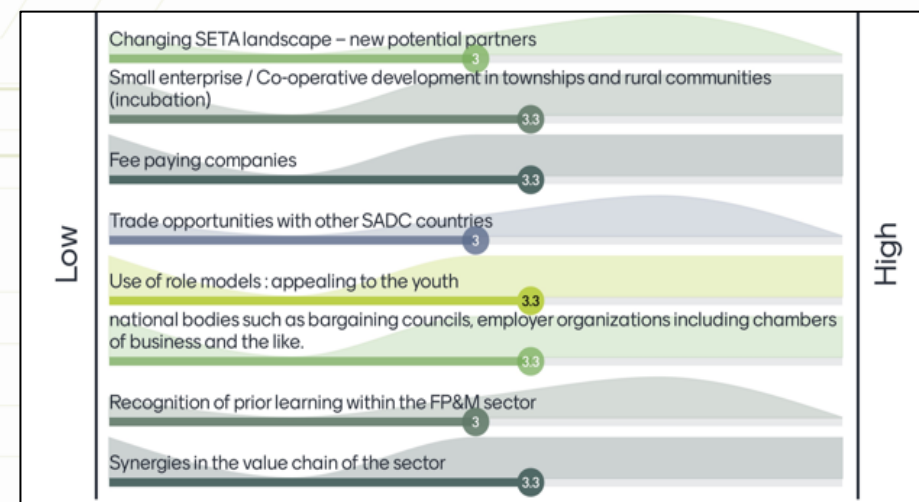 Changing SETA landscape – new potential partners
3
Small enterprise / Co-operative development in townships and rural communities
(incubation)
3.3
Fee paying companies
3.3
Trade opportunities with other SADC countries
3
Low
High
Use of role models : appealing to the youth
3.3
national bodies such as bargaining councils, employer organizations including chambers
of business and the like.
3.3
Recognition of prior learning within the FP&M sector
3
Synergies in the value chain of the sector
3.3